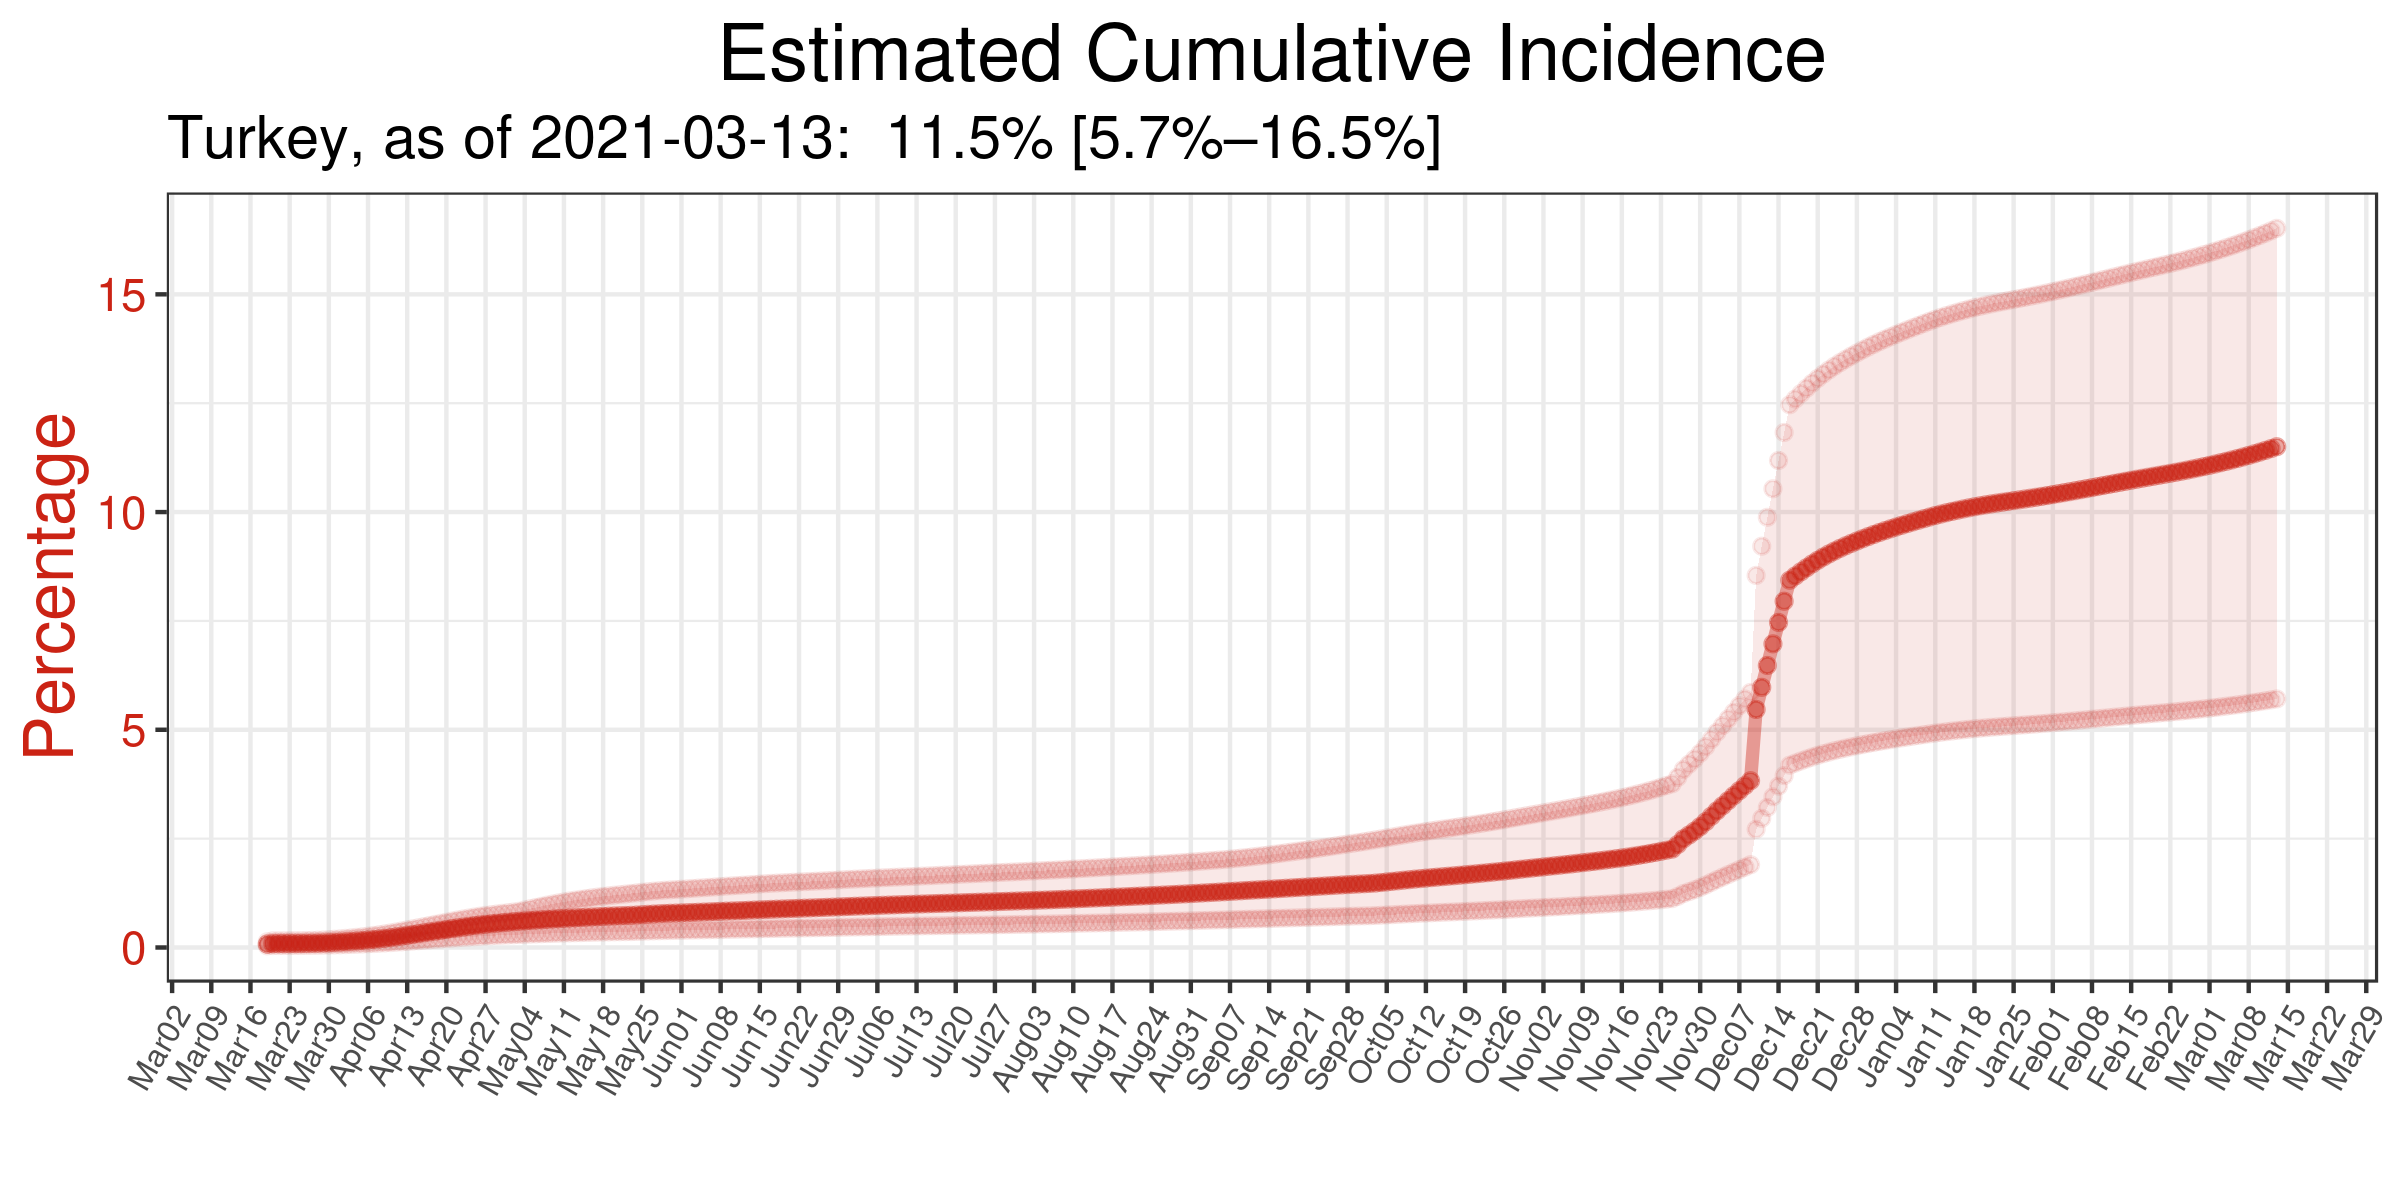 Estimated Cumulative Incidence
Turkey, as of 2021-03-13:  11.5% [5.7%–16.5%]
Percentage
15
10
5
0
Mar02 Mar09 Mar16 Mar23 Mar30 Apr06 Apr13 Apr20 Apr27 May04 May11 May18 May25 Jun01 Jun08 Jun15 Jun22 Jun29 Jul06 Jul13 Jul20 Jul27 Aug03 Aug10 Aug17 Aug24 Aug31 Sep07 Sep14 Sep21 Sep28 Oct05 Oct12 Oct19 Oct26 Nov02 Nov09 Nov16 Nov23 Nov30 Dec07 Dec14 Dec21 Dec28 Jan04 Jan11 Jan18 Jan25 Feb01 Feb08 Feb15 Feb22 Mar01 Mar08 Mar15 Mar22 Mar29